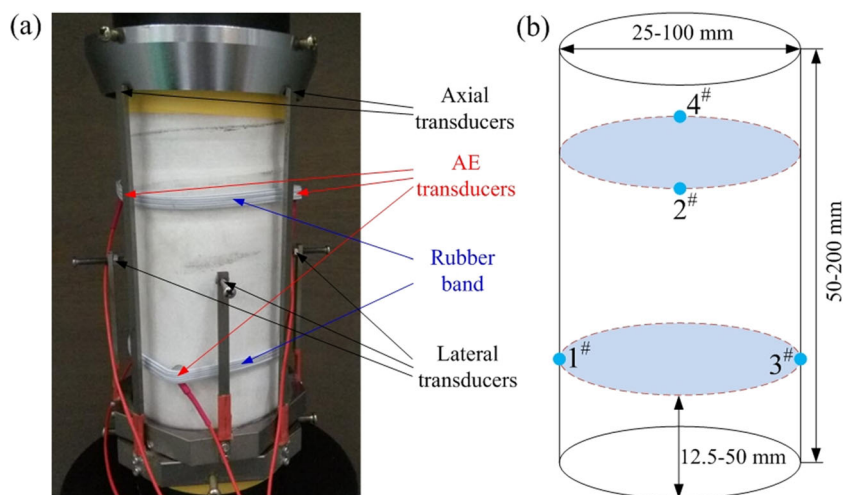 (a)
Axial
transducers
AE
transducers
Rubber
band
Lateral
transducers
(b)
25-100 mm
4#
2#
1#
3#
50-200 mm
12.5-50 mm